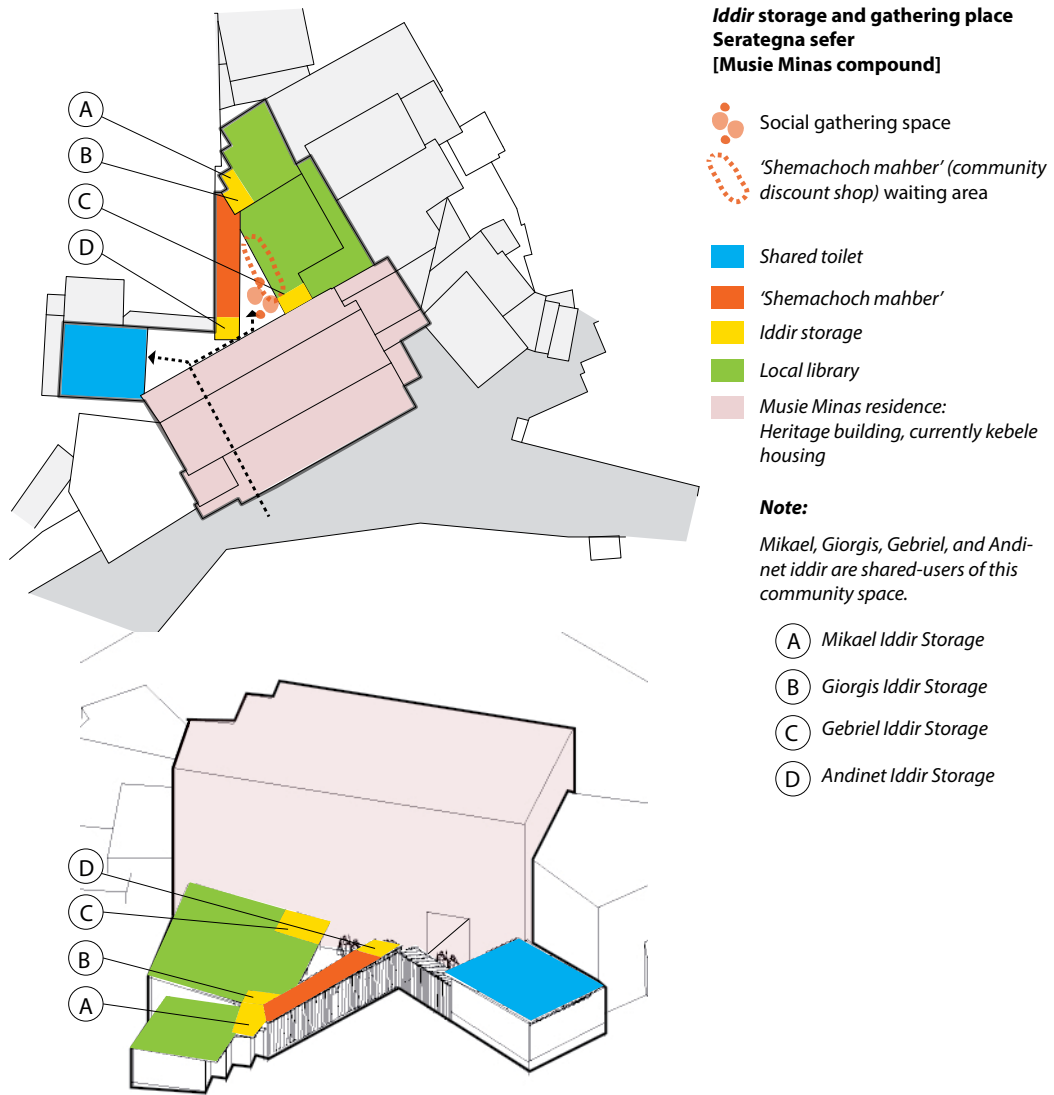 Iddir storage and gathering place
Serategna sefer
[Musie Minas compound]
Social gathering space
‘Shemachoch mahber’ (community
discount shop) waiting area
Shared toilet
‘Shemachoch mahber’
Iddir storage
Local library
Musie Minas residence:
Heritage building, currently kebele
housing
Note:
Mikael, Giorgis, Gebriel, and Andi-
net iddir are shared-users of this
community space.
A Mikael Iddir Storage
B Giorgis Iddir Storage
C Gebriel Iddir Storage
D Andinet Iddir Storage
A
B
C
D
D
C
B
A